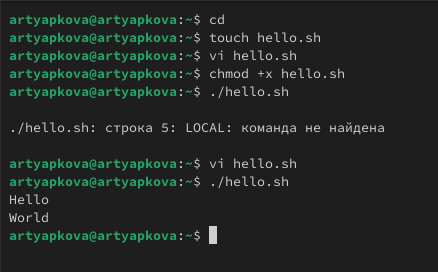 artyapkova@artyapkova:~$ cd
artyapkova@artyapkova:~$ touch hello.sh
artyapkova@artyapkova:~$ vi hello.sh
artyapkova@artyapkova:~$ chmod +x hello.sh
artyapkova@artyapkova:~$ ./hello.sh
./hello.sh: строка 5: LOCAL: команда не найдена
artyapkova@artyapkova:~$ vi hello.sh
artyapkova@artyapkova:~$ ./hello.sh
Hello
World
artyapkova@artyapkova:~$